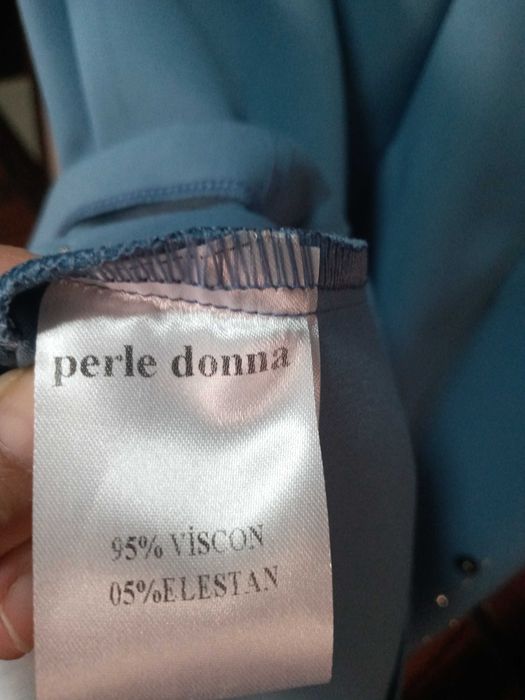 perle donna
95% VİSCON
05%ELESTAN